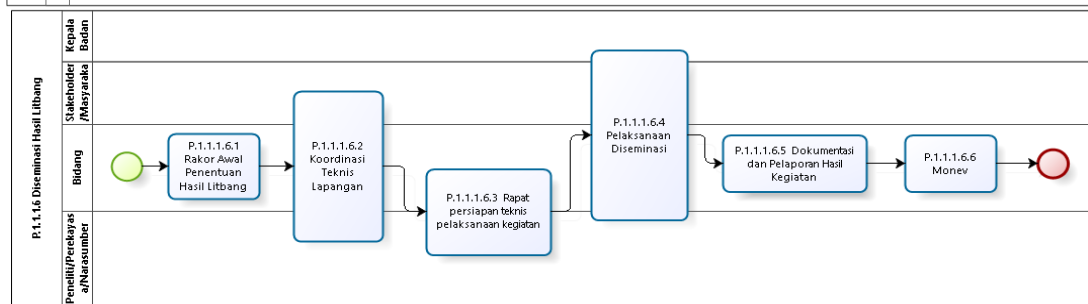 P.1.1.1.6 Diseminasi Hasil Litbang
Kepala
Badan
Stakeholder
/Masyaraka
Bidang
Peneliti/Perekayas
a/Narasumber
P.1.1.1.6.1
Rakor Awal
Penentuan
Hasil Litbang
P.1.1.1.6.2
Koordinasi
Teknis
Lapangan
P.1.1.1.6.3 Rapat
persiapan teknis
pelaksanaan kegiatan
P.1.1.1.6.4
Pelaksanaan
Diseminasi
P.1.1.1.6.5 Dokumentasi
dan Pelaporan Hasil
Kegiatan
P.1.1.1.6.6
Monev